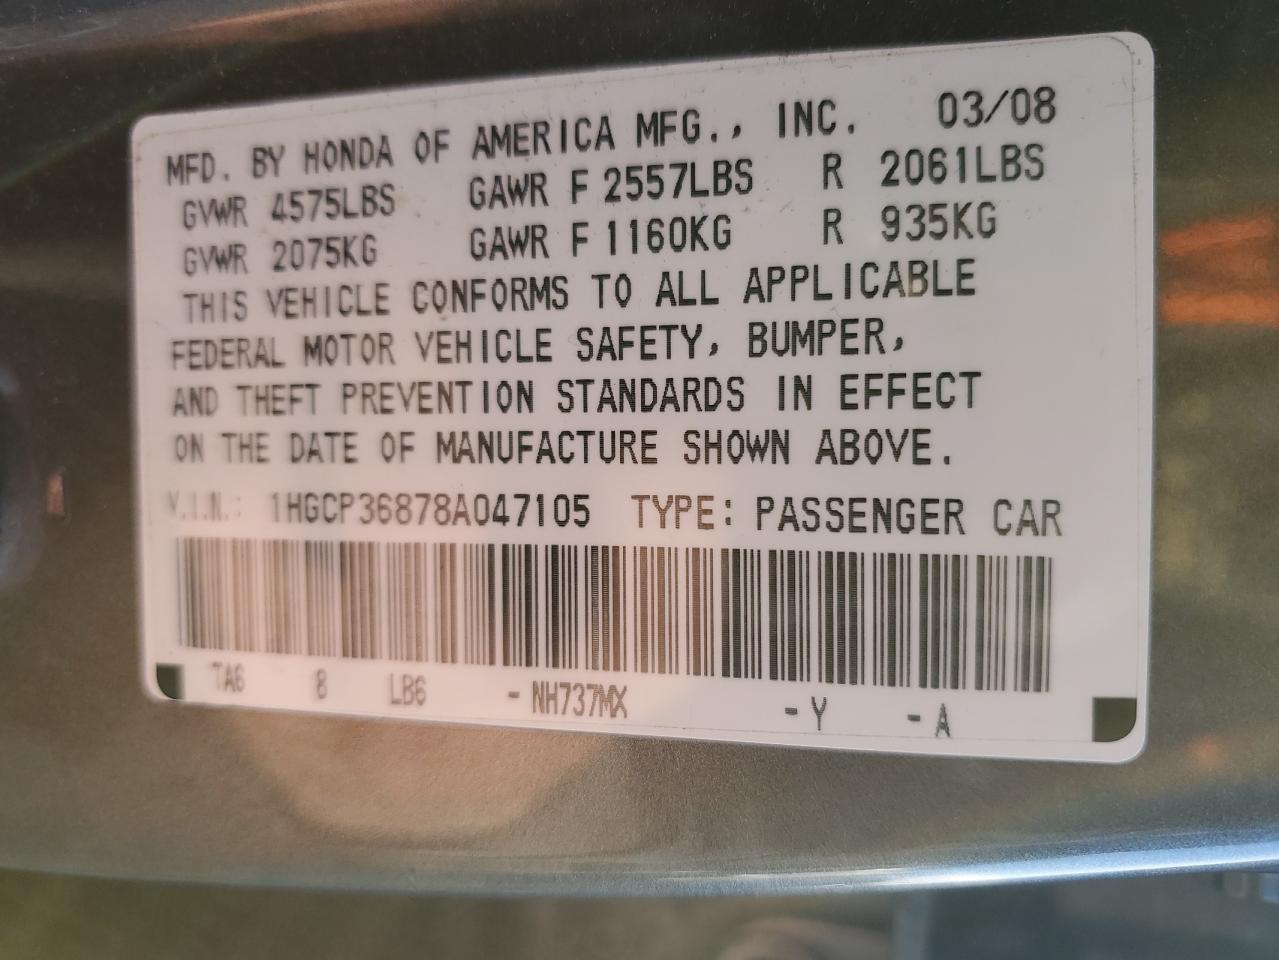 MFD. BY HONDA OF AMERICA MFG., INC. 03/08
GVWR 4575LBS GAWR F 2557LBS R 2061LBS
GVWR 2075KG GAWR F 1160KG R 935KG
THIS VEHICLE CONFORMS TO ALL APPLICABLE
FEDERAL MOTOR VEHICLE SAFETY, BUMPER,
AND THEFT PREVENTION STANDARDS IN EFFECT
ON THE DATE OF MANUFACTURE SHOWN ABOVE.
V.I.N.: 1HGCP36878A047105 TYPE: PASSENGER CAR
TA6 8 LB6 - NH737MX - Y - A